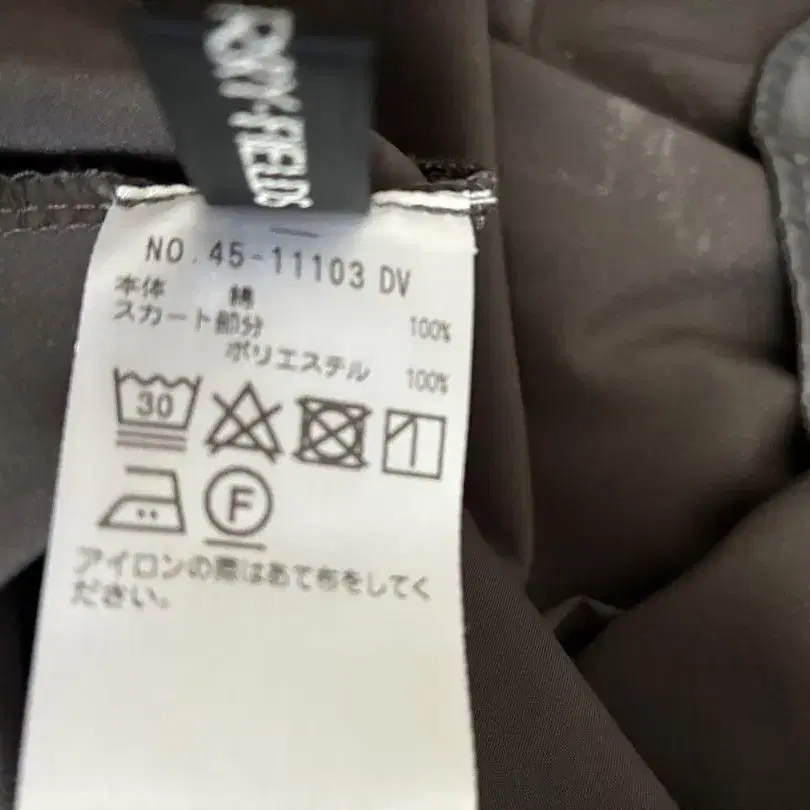 NO. 45-11103 DV
本体 綿 100%
スカート部分
ポリエステル 100%
30
F
アイロンの際はあて布をしてく
ださい。